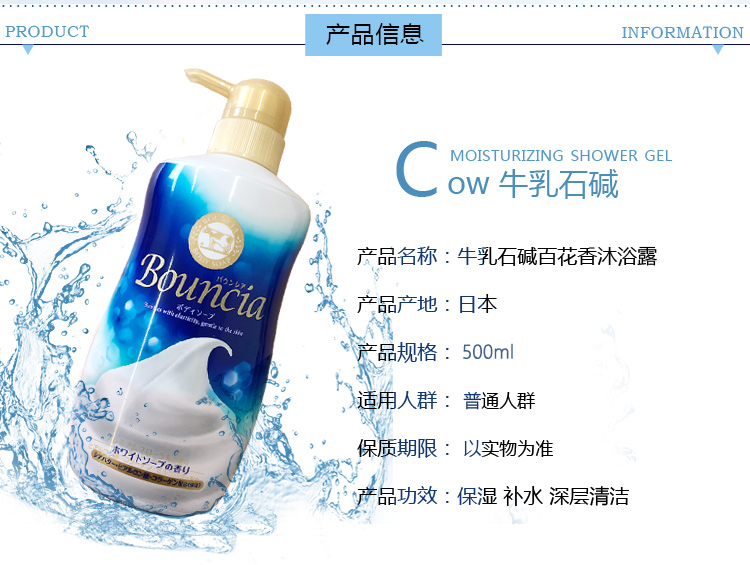 PRODUCT
产品信息
INFORMATION
MOISTURIZING SHOWER GEL
Cow 牛乳石碱
产品名称：牛乳石碱百花香沐浴露
产品产地：日本
产品规格：500ml
适用人群：普通人群
保质期限：以实物为准
产品功效：保湿 补水 深层清洁
Bouncia
バウンシア
ボディソープ
ホワイトソープの香り